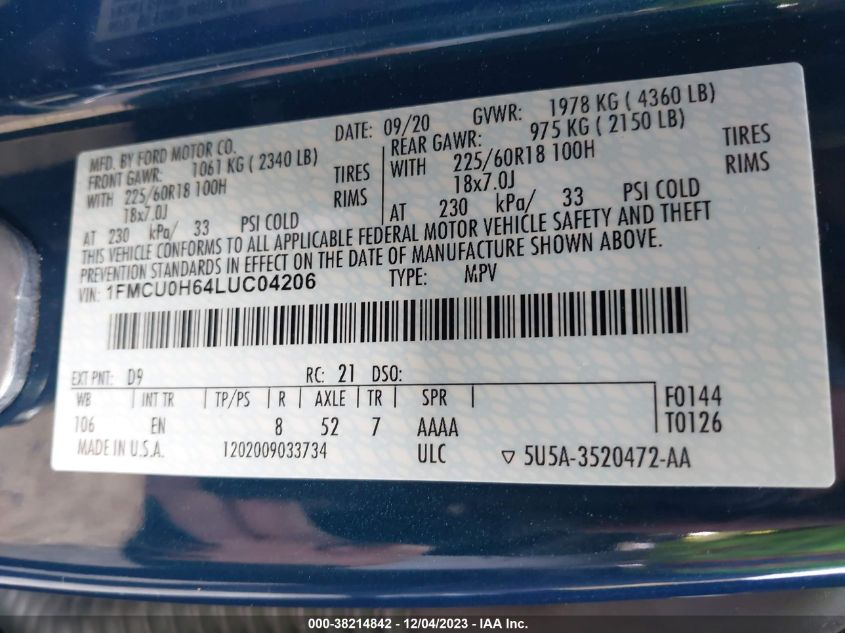 MFD. BY FORD MOTOR CO.
DATE: 09/20
GVWR: 1978 KG ( 4360 LB)
FRONT GAWR: 1061 KG ( 2340 LB)
REAR GAWR: 975 KG ( 2150 LB)
WITH 225/60R18 100H TIRES
WITH 225/60R18 100H TIRES
18x7.0J RIMS
18x7.0J RIMS
AT 230 kPa/ 33 PSI COLD
AT 230 kPa/ 33 PSI COLD
THIS VEHICLE CONFORMS TO ALL APPLICABLE FEDERAL MOTOR VEHICLE SAFETY AND THEFT
PREVENTION STANDARDS IN EFFECT ON THE DATE OF MANUFACTURE SHOWN ABOVE.
VIN: 1FMCU0H64LUC04206 TYPE: MPV
EXT PNT: D9 RC: 21 DSO:
WB INT TR TP/PS R AXLE TR SPR F0144
106 EN 8 52 7 AAAA T0126
MADE IN U.S.A. 1202009033734 ULC ▽ 5U5A-3520472-AA
000-38214842 - 12/04/2023 - IAA Inc.